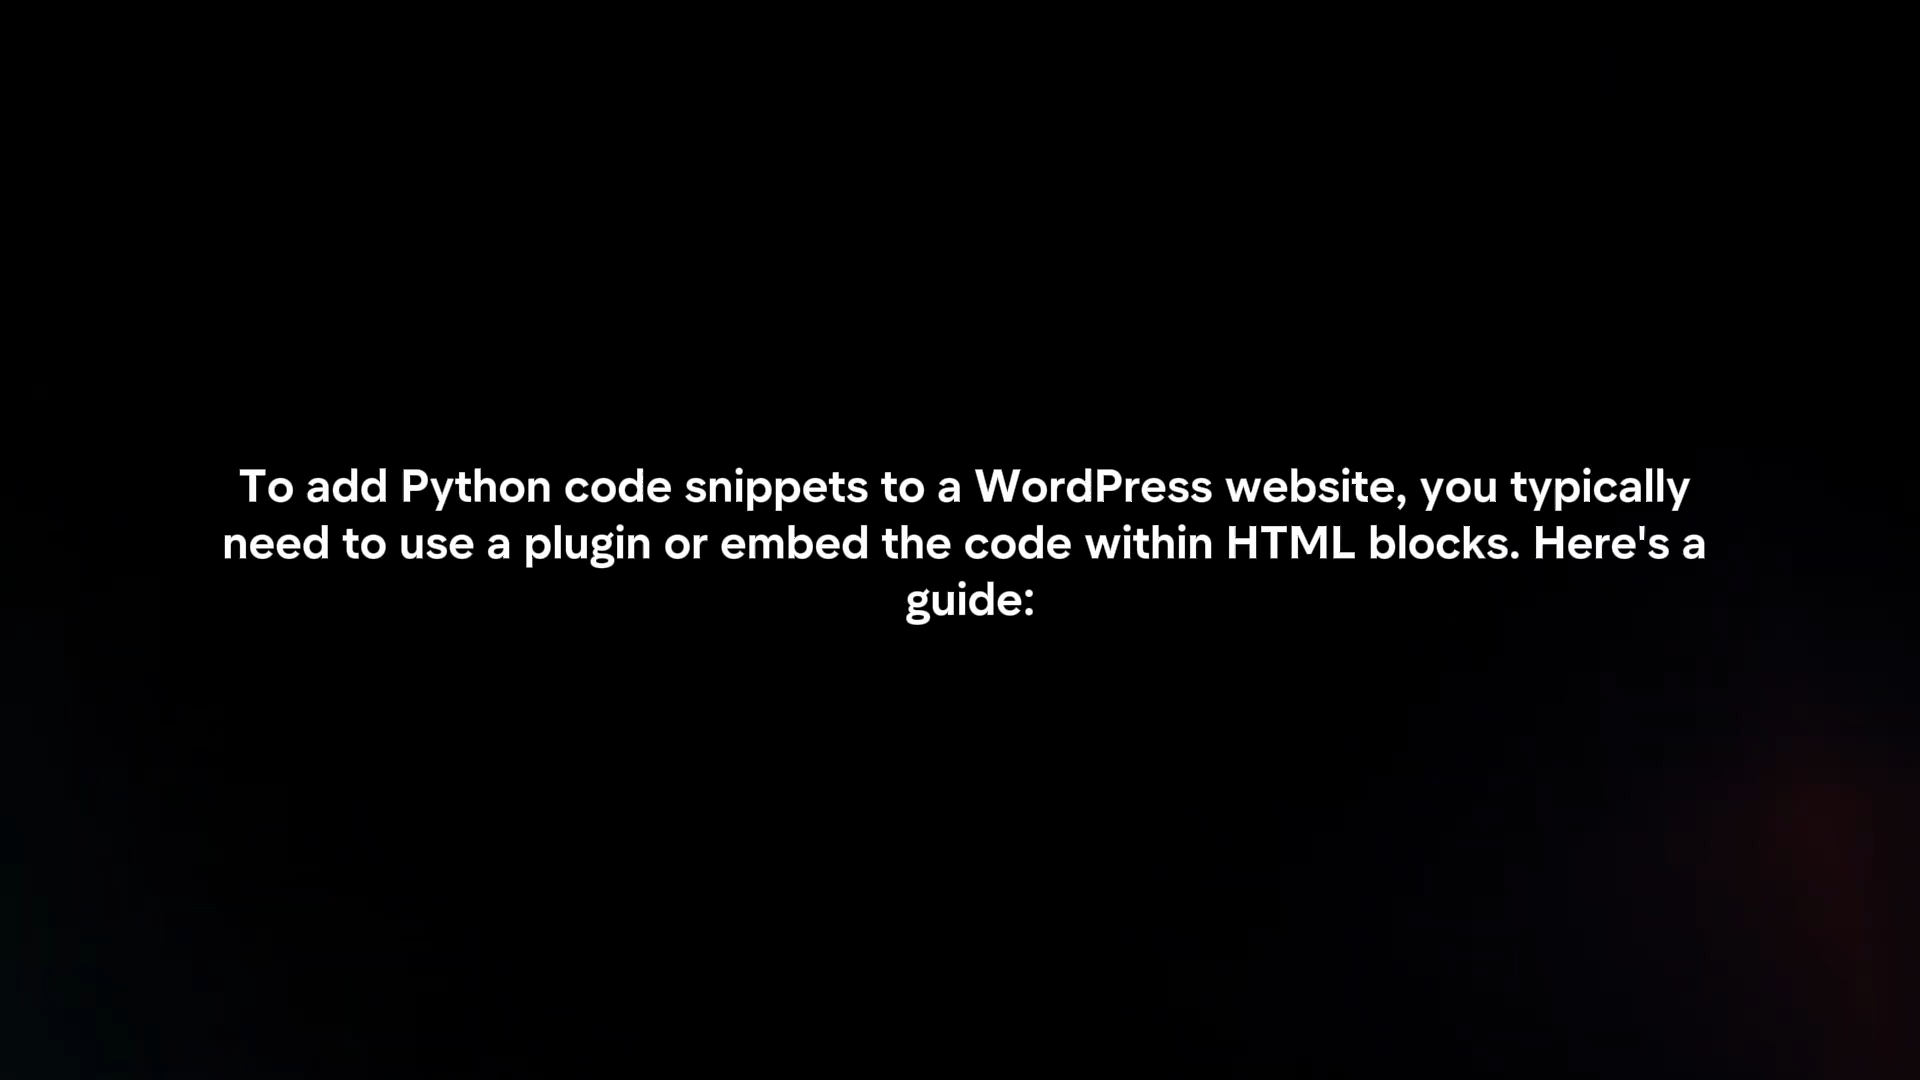 To add Python code snippets to a WordPress website, you typically
need to use a plugin or embed the code within HTML blocks. Here's a
guide: